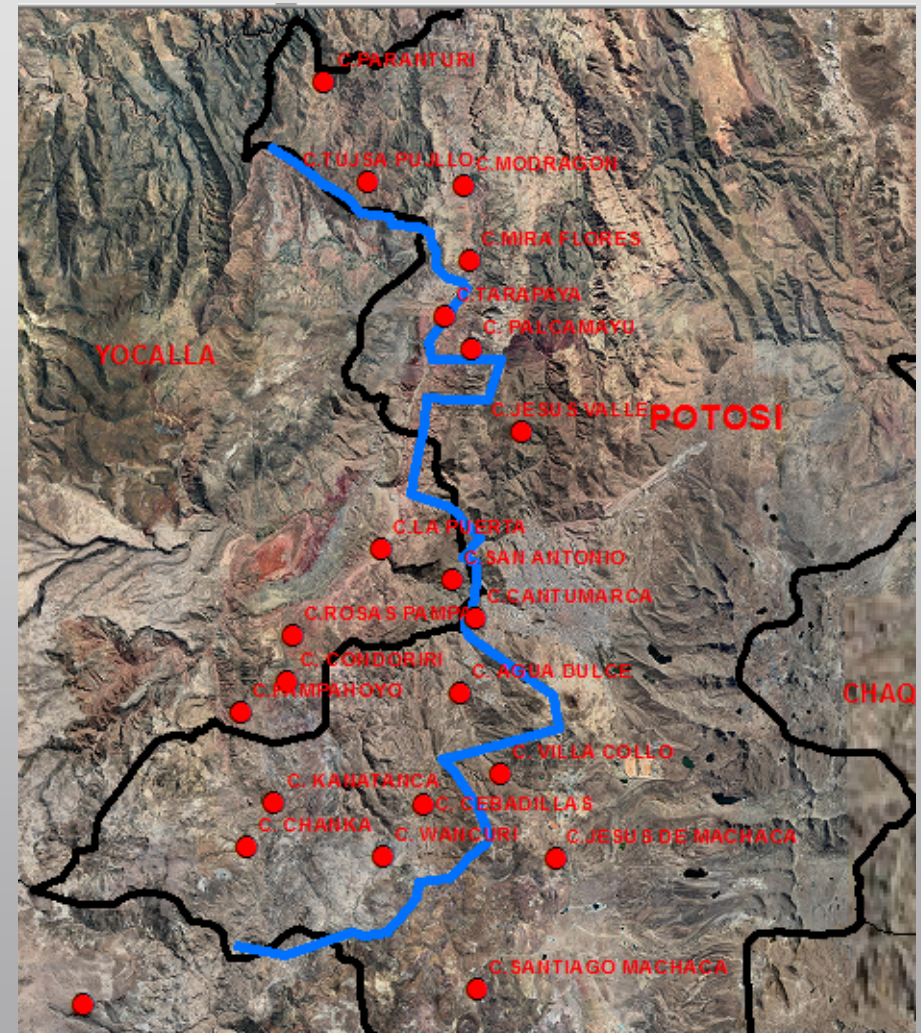 C.PARANTURI
C.TUJSA PUJLLO
C.MODRAGON
C.MIRA FLORES
C.TARAPAYA
C. PALCAMAYU
YOCALLA
C.JESUS VALLE
POTOSI
C.LA PUERTA
C.SAN ANTONIO
C.CANTUMARCA
C.ROSAS PAMPA
C. CONDORIRI
C. AGUA DULCE
C.PAMPAHOYO
CHAQ
C. VILLA COLLO
C. KANATANCA
C. CEBADILLAS
C. CHANKA
C. WANCURI
C.JESUS DE MACHACA
C.SANTIAGO MACHACA